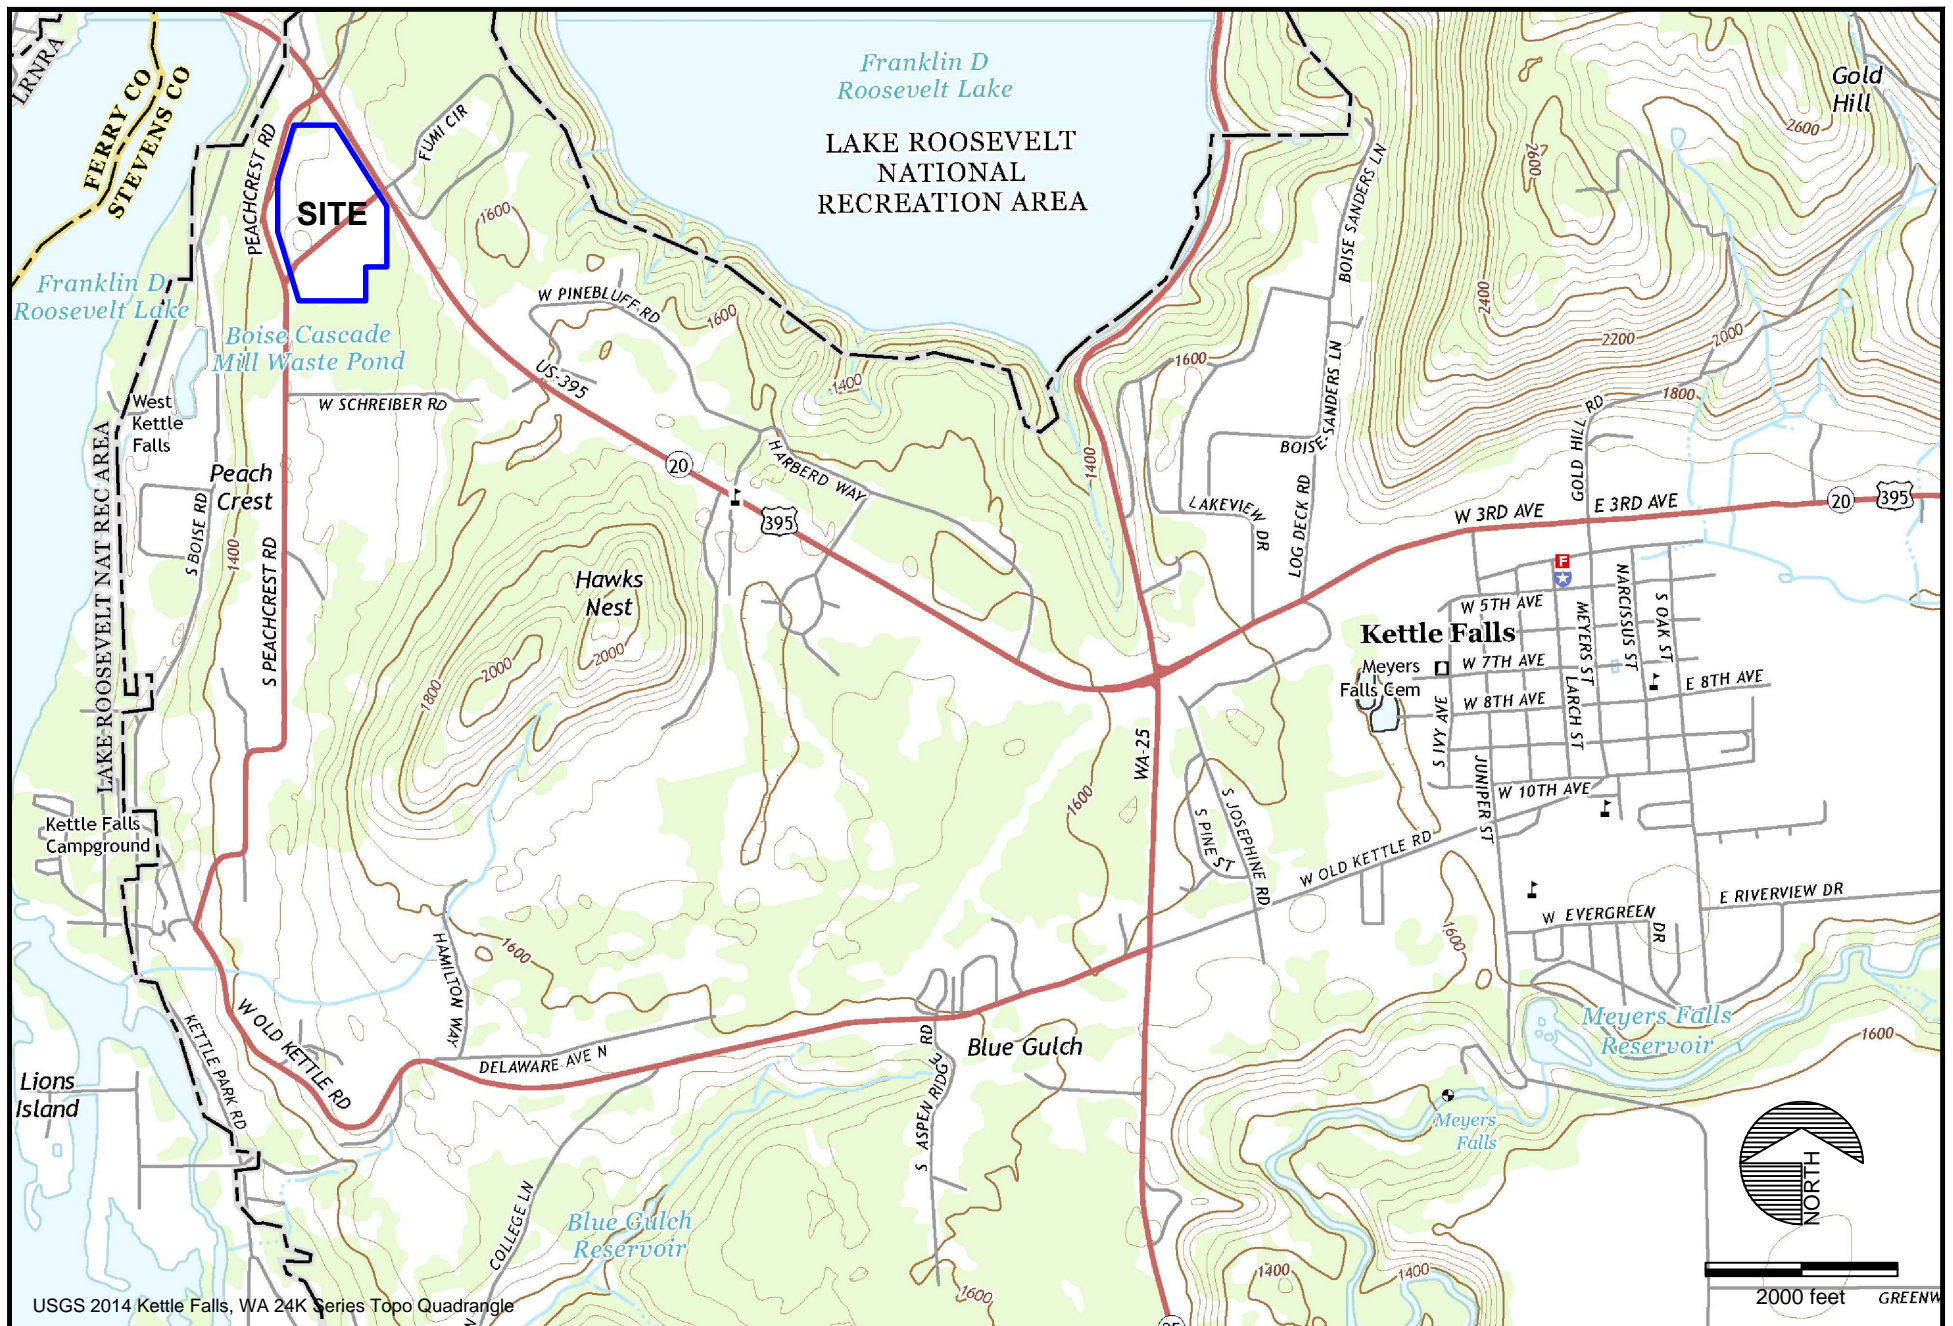 LRNRA
FERRY CO
STEVENS CO
Franklin D
Roosevelt Lake
LAKE ROOSEVELT
NATIONAL
RECREATION AREA
Gold
Hill
2600
2600
PEACHCREST RD
FUMI CIR
SITE
1600
BOISE SANDERS LN
Franklin D
Roosevelt Lake
W PINEBLUFF RD
1600
2400
2200
2000
Boise Cascade
Mill Waste Pond
US-395
1400
1600
BOISE-SANDERS LN
1800
W SCHREIBER RD
West
Kettle
Falls
GOLD HILL RD
HARBERD WAY
BOISE-
20
1400
Peach
Crest
S BOISE RD
LAKEVIEW DR
LOG DECK RD
W 3RD AVE
E 3RD AVE
20
395
395
1400
S PEACHCREST RD
LAKE ROOSEVELT NAT REC AREA
Hawks
Nest
F
W 5TH AVE
MEYERS ST
NARCISSUS ST
S OAK ST
Kettle Falls
2000
2000
1800
Meyers
Falls Cem
W 7TH AVE
W 8TH AVE
E 8TH AVE
LARCH ST
S IVY AVE
WA-25
JUNIPER ST
W 10TH AVE
1600
S PINE ST
S JOSEPHINE RD
Kettle Falls
Campground
W OLD KETTLE RD
E RIVERVIEW DR
W EVERGREEN DR
1600
1600
HAMILTON WAY
KETTLE PARK RD
W OLD KETTLE RD
DELAWARE AVE N
S ASPEN RIDGE RD
Blue Gulch
Meyers Falls
Reservoir
1600
Lions
Island
Meyers
Falls
COLLEGE LN
Blue Gulch
Reservoir
NORTH
1400
1400
1600
2000 feet
GREENW
USGS 2014 Kettle Falls, WA 24K Series Topo Quadrangle